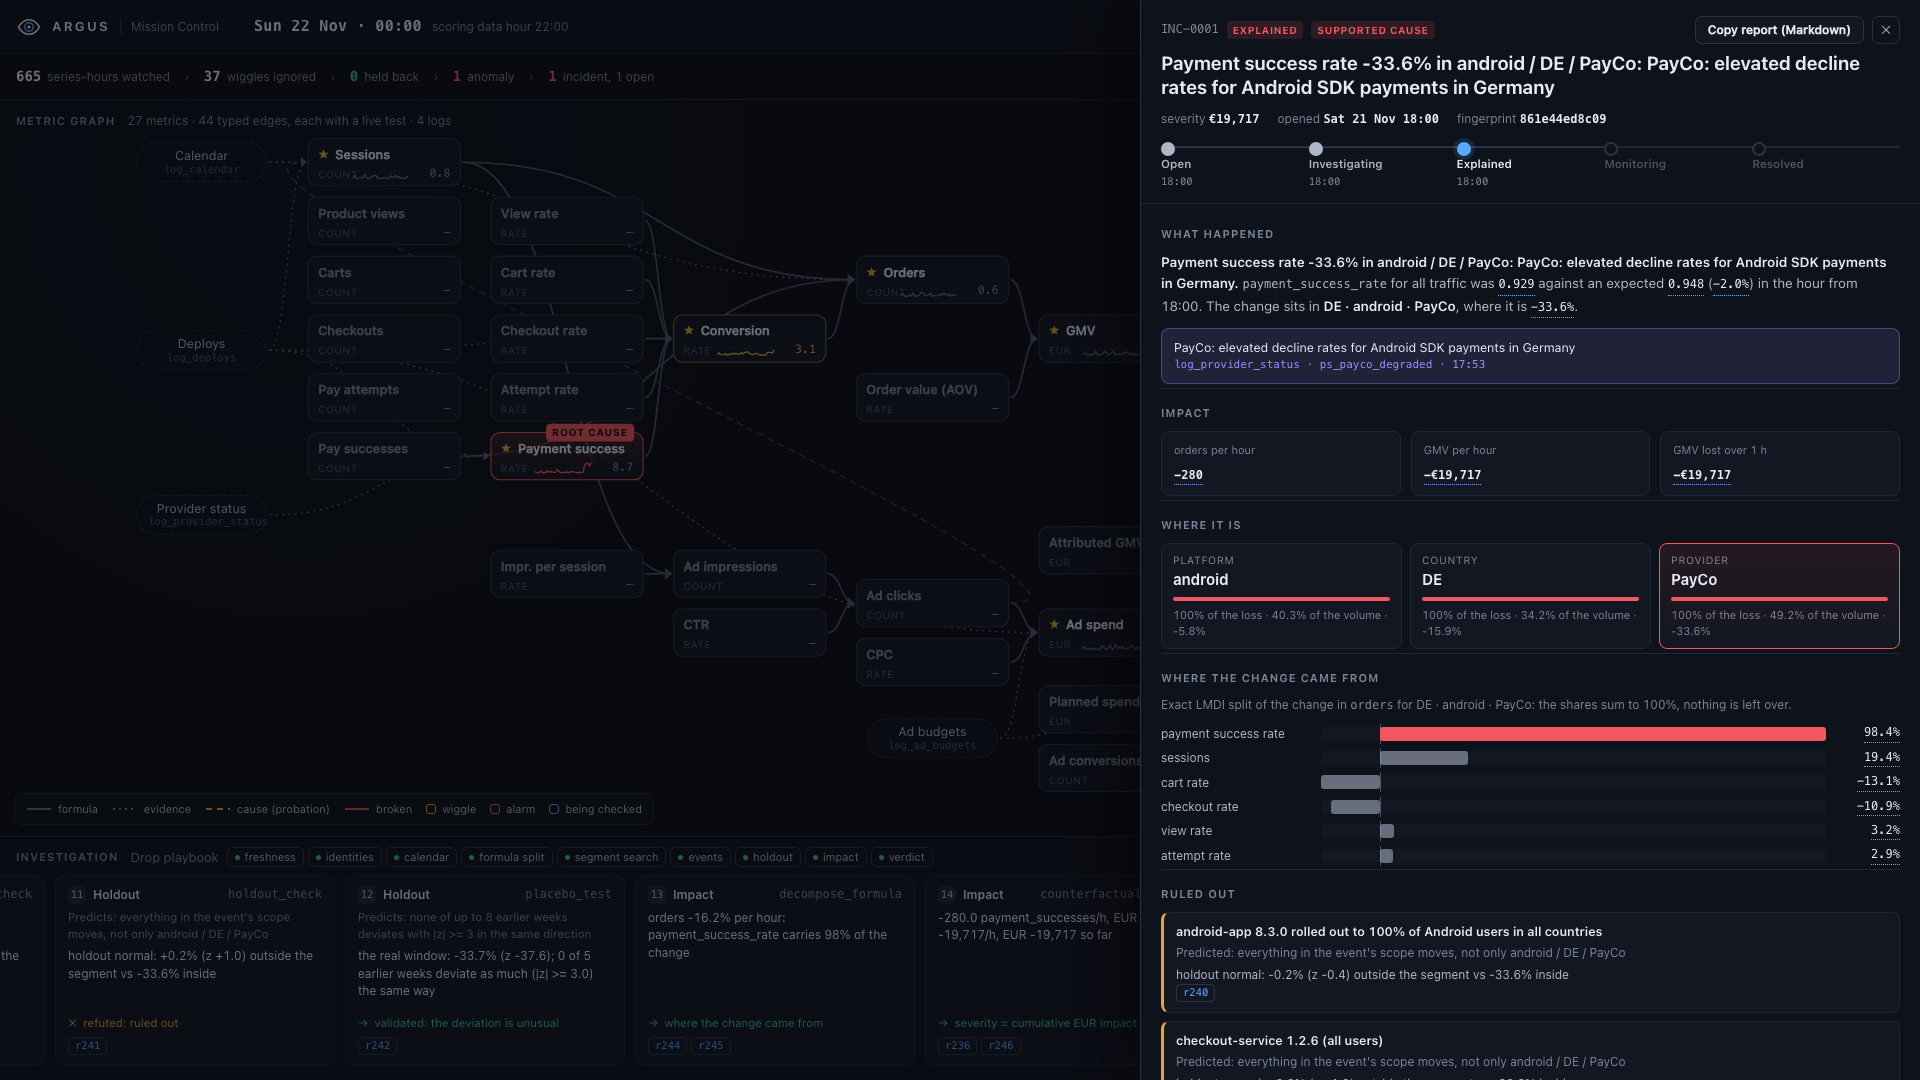 ARGUS Mission Control Sun 22 Nov · 00:00 scoring data hour 22:00
665 series-hours watched › 37 wiggles ignored › 0 held back › 1 anomaly › 1 incident, 1 open
METRIC GRAPH 27 metrics · 44 typed edges, each with a live test · 4 logs
Calendar
log_calendar
★ Sessions
COUNT 0.8
Product views
COUNT –
View rate
RATE –
Carts
COUNT –
Cart rate
RATE –
★ Orders
COUNT 0.6
Deploys
log_deploys
Checkouts
COUNT –
Checkout rate
RATE –
★ Conversion
RATE 3.1
★ GMV
EUR
Pay attempts
COUNT –
Attempt rate
RATE –
Order value (AOV)
RATE –
ROOT CAUSE
Pay successes
COUNT –
★ Payment success
RATE 8.7
Provider status
log_provider_status
Impr. per session
RATE –
Ad impressions
COUNT –
Attributed GMV
EUR
Ad clicks
COUNT –
CTR
RATE –
★ Ad spend
EUR
CPC
RATE –
Planned spend
EUR
Ad budgets
log_ad_budgets
Ad conversions
COUNT
formula evidence cause (probation) broken wiggle alarm being checked
INVESTIGATION Drop playbook freshness identities calendar formula split segment search events holdout impact verdict
check
the
11 Holdout holdout_check
Predicts: everything in the event's scope
moves, not only android / DE / PayCo
holdout normal: +0.2% (z +1.0) outside the
segment vs -33.6% inside
× refuted: ruled out
r241
12 Holdout placebo_test
Predicts: none of up to 8 earlier weeks
deviates with |z| >= 3 in the same direction
the real window: -33.7% (z -37.6); 0 of 5
earlier weeks deviate as much (|z| >= 3.0)
the same way
→ validated: the deviation is unusual
r242
13 Impact decompose_formula
orders -16.2% per hour:
payment_success_rate carries 98% of the
change
→ where the change came from
r244 r245
14 Impact counterfactual
-280.0 payment_successes/h, EUR
-19,717/h, EUR -19,717 so far
→ severity = cumulative EUR impact
r236 r246
INC-0001 EXPLAINED SUPPORTED CAUSE Copy report (Markdown) ×
Payment success rate -33.6% in android / DE / PayCo: PayCo: elevated decline
rates for Android SDK payments in Germany
severity €19,717 opened Sat 21 Nov 18:00 fingerprint 861e44ed8c09
Open Investigating Explained Monitoring Resolved
18:00 18:00 18:00
WHAT HAPPENED
Payment success rate -33.6% in android / DE / PayCo: PayCo: elevated decline rates for Android SDK payments
in Germany. payment_success_rate for all traffic was 0.929 against an expected 0.948 (−2.0%) in the hour from
18:00. The change sits in DE · android · PayCo, where it is −33.6%.
PayCo: elevated decline rates for Android SDK payments in Germany
log_provider_status · ps_payco_degraded · 17:53
IMPACT
orders per hour
−280
GMV per hour
−€19,717
GMV lost over 1 h
−€19,717
WHERE IT IS
PLATFORM
android
100% of the loss · 40.3% of the volume ·
-5.8%
COUNTRY
DE
100% of the loss · 34.2% of the volume ·
-15.9%
PROVIDER
PayCo
100% of the loss · 49.2% of the volume ·
-33.6%
WHERE THE CHANGE CAME FROM
Exact LMDI split of the change in orders for DE · android · PayCo: the shares sum to 100%, nothing is left over.
payment success rate 98.4%
sessions 19.4%
cart rate −13.1%
checkout rate −10.9%
view rate 3.2%
attempt rate 2.9%
RULED OUT
android-app 8.3.0 rolled out to 100% of Android users in all countries
Predicted: everything in the event's scope moves, not only android / DE / PayCo
holdout normal: -0.2% (z -0.4) outside the segment vs -33.6% inside
r240
checkout-service 1.2.6 (all users)
Predicted: everything in the event's scope moves, not only android / DE / PayCo